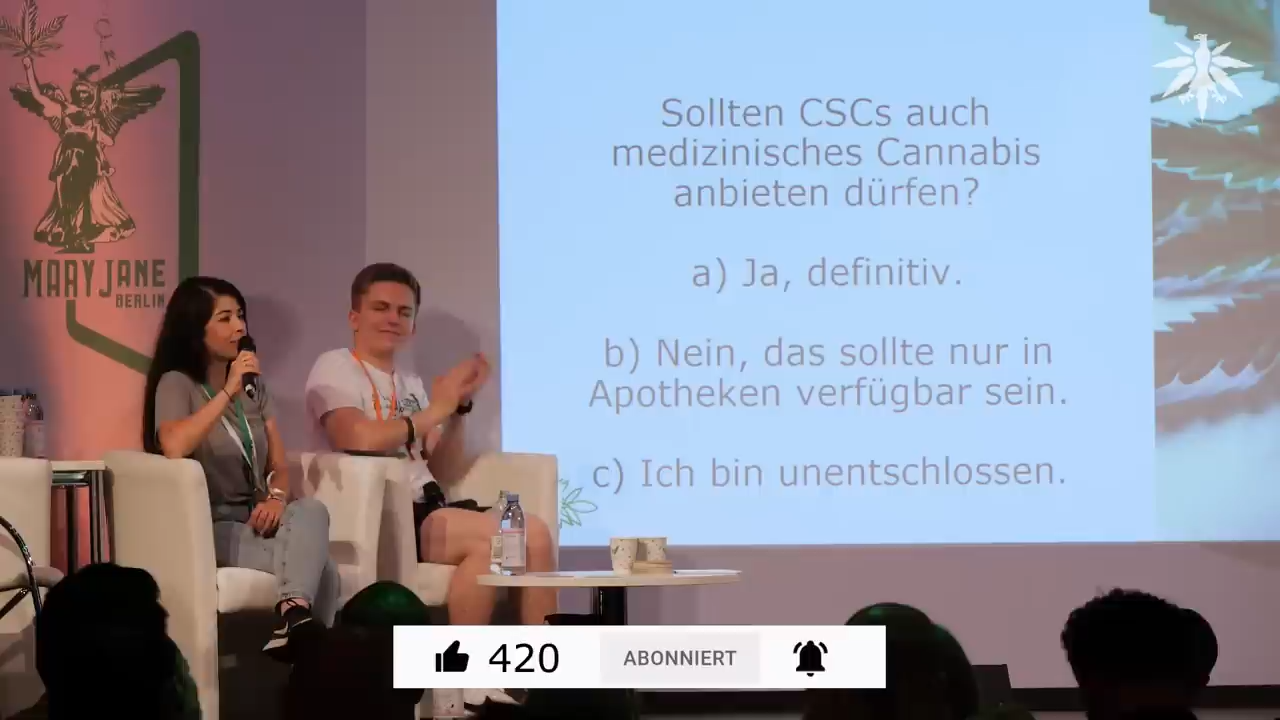 MARY JANE
BERLIN
Sollten CSCs auch
medizinisches Cannabis
anbieten dürfen?
a) Ja, definitiv.
b) Nein, das sollte nur in
Apotheken verfügbar sein.
c) Ich bin unentschlossen.
420
ABONNIERT